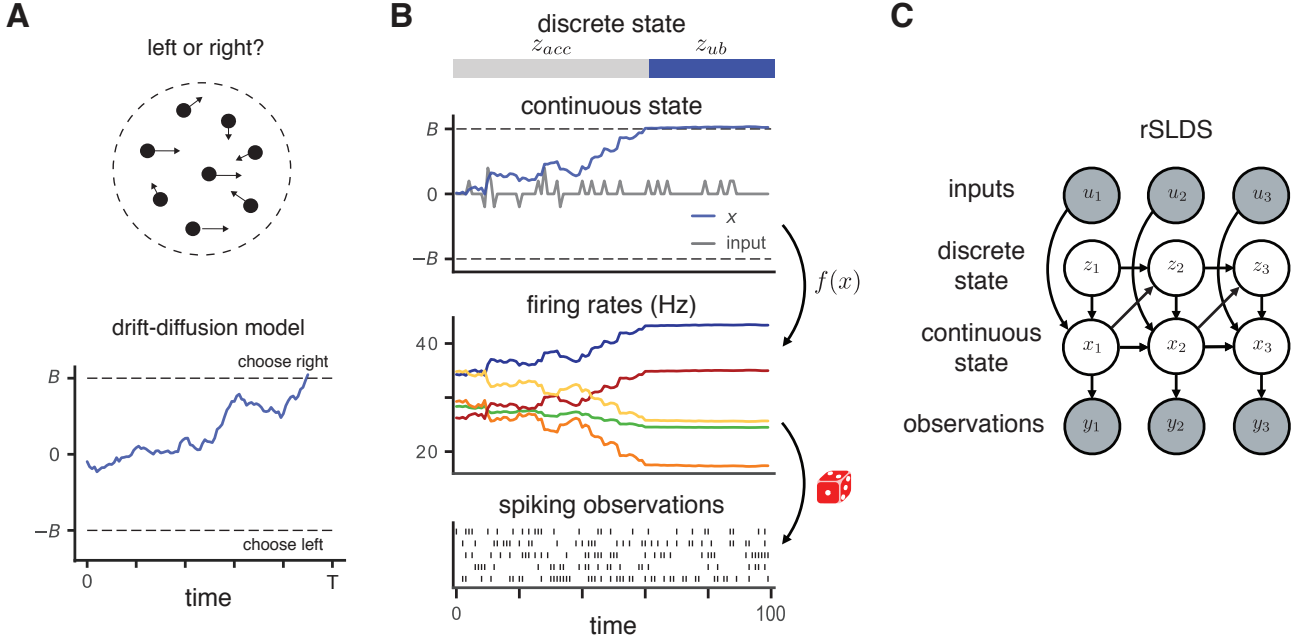 A
left or right?
drift-diffusion model
choose right
B
0
−B
choose left
0
T
time
B
discrete state
z_acc
z_ub
continuous state
B
0
−B
x
input
f(x)
firing rates (Hz)
40
20
spiking observations
0
100
time
C
rSLDS
inputs
u₁
u₂
u₃
discrete
state
z₁
z₂
z₃
continuous
state
x₁
x₂
x₃
observations
y₁
y₂
y₃